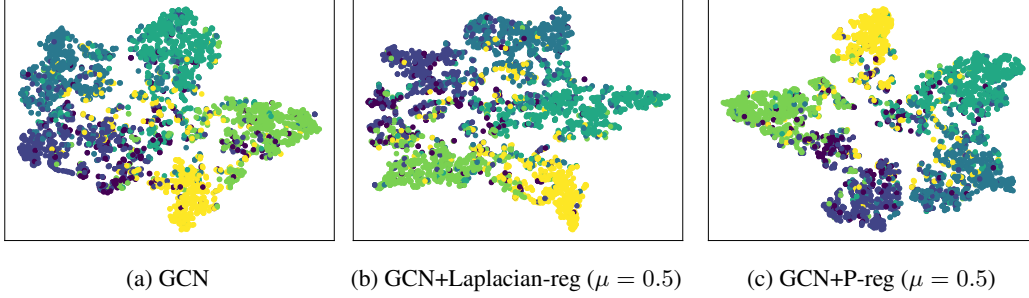 (a) GCN
(b) GCN+Laplacian-reg (μ = 0.5)
(c) GCN+P-reg (μ = 0.5)